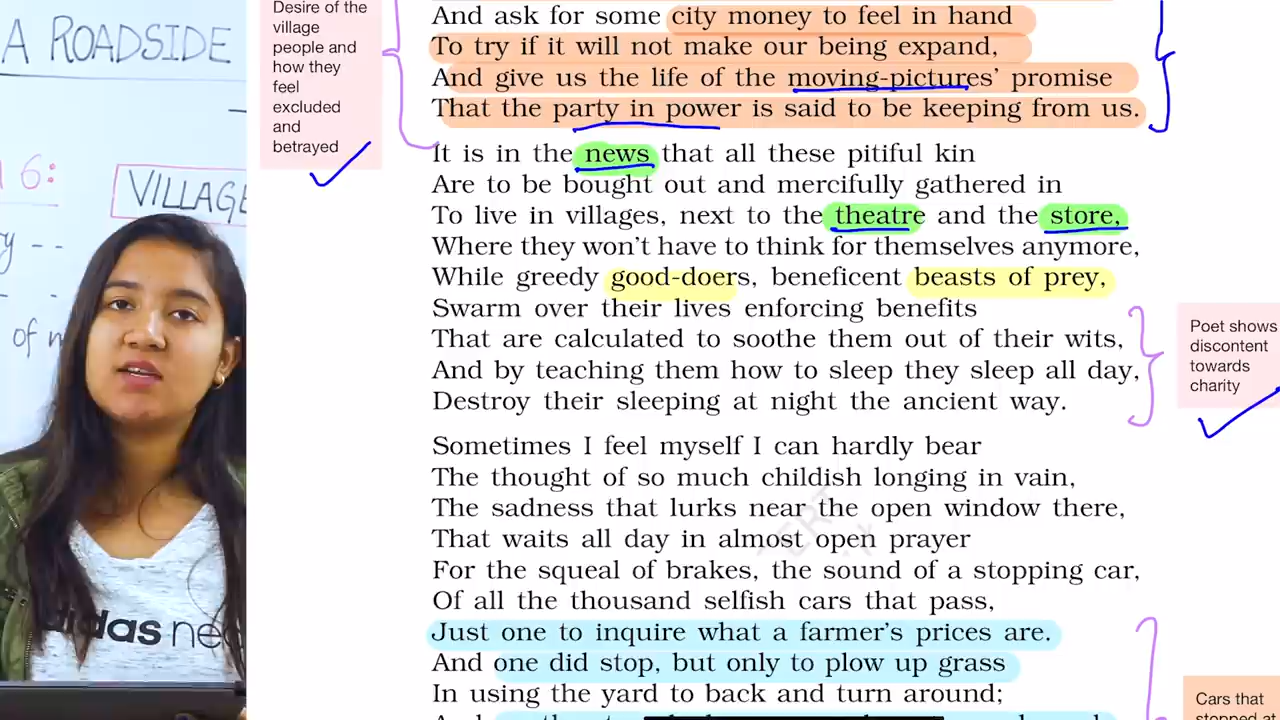 A ROADSIDE
6:
VILLAGE
of
adidas neo
Desire of the
village
people and
how they
feel
excluded
and
betrayed
And ask for some city money to feel in hand
To try if it will not make our being expand,
And give us the life of the moving-pictures’ promise
That the party in power is said to be keeping from us.
It is in the news that all these pitiful kin
Are to be bought out and mercifully gathered in
To live in villages, next to the theatre and the store,
Where they won’t have to think for themselves anymore,
While greedy good-doers, beneficent beasts of prey,
Swarm over their lives enforcing benefits
That are calculated to soothe them out of their wits,
And by teaching them how to sleep they sleep all day,
Destroy their sleeping at night the ancient way.
Poet shows
discontent
towards
charity
Sometimes I feel myself I can hardly bear
The thought of so much childish longing in vain,
The sadness that lurks near the open window there,
That waits all day in almost open prayer
For the squeal of brakes, the sound of a stopping car,
Of all the thousand selfish cars that pass,
Just one to inquire what a farmer’s prices are.
And one did stop, but only to plow up grass
In using the yard to back and turn around;
Cars that